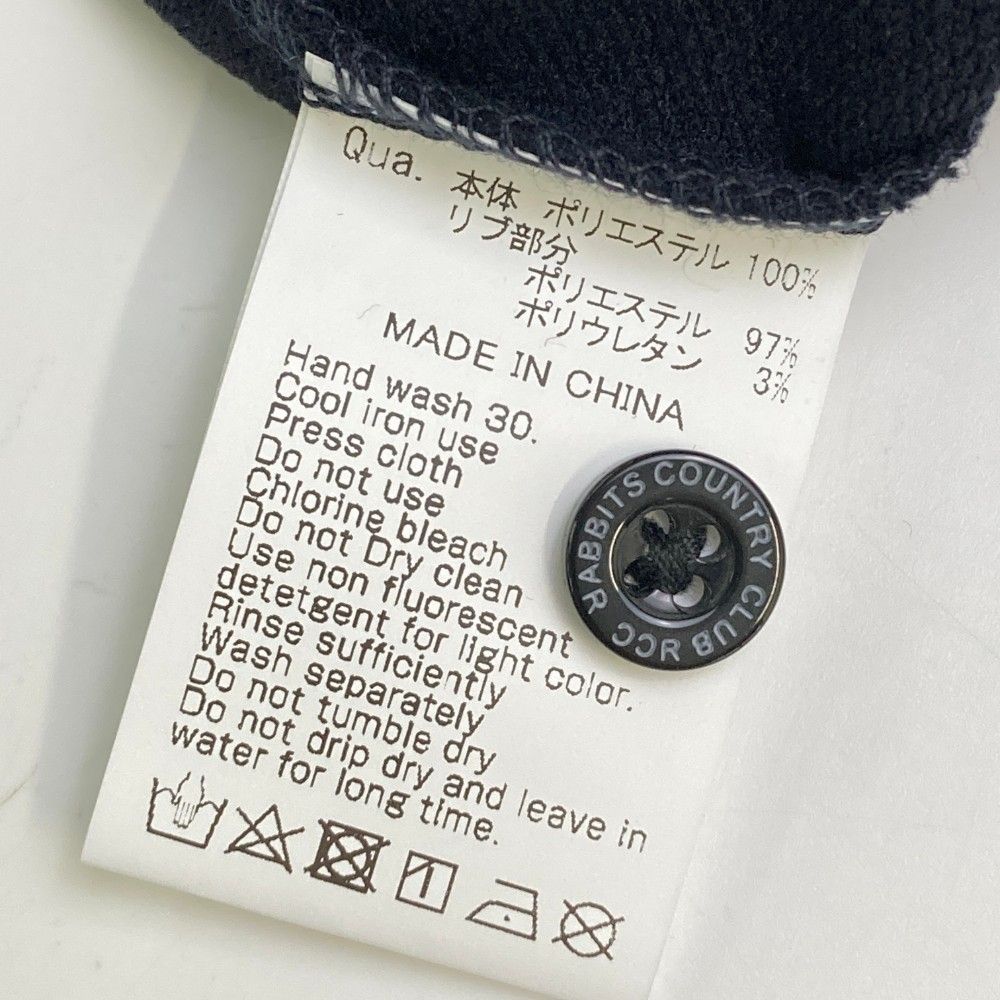 Qua. 本体 ポリエステル 100%
リブ部分
ポリエステル 97%
ポリウレタン 3%
MADE IN CHINA
Hand wash 30.
Cool iron use
Press cloth
Do not use
Chlorine bleach
Do not Dry clean
Use non fluorescent
detetgent for light color.
Rinse sufficiently
Wash separately
Do not tumble dry
Do not drip dry and leave in
water for long time.
RABBITS COUNTRY CLUB RCC